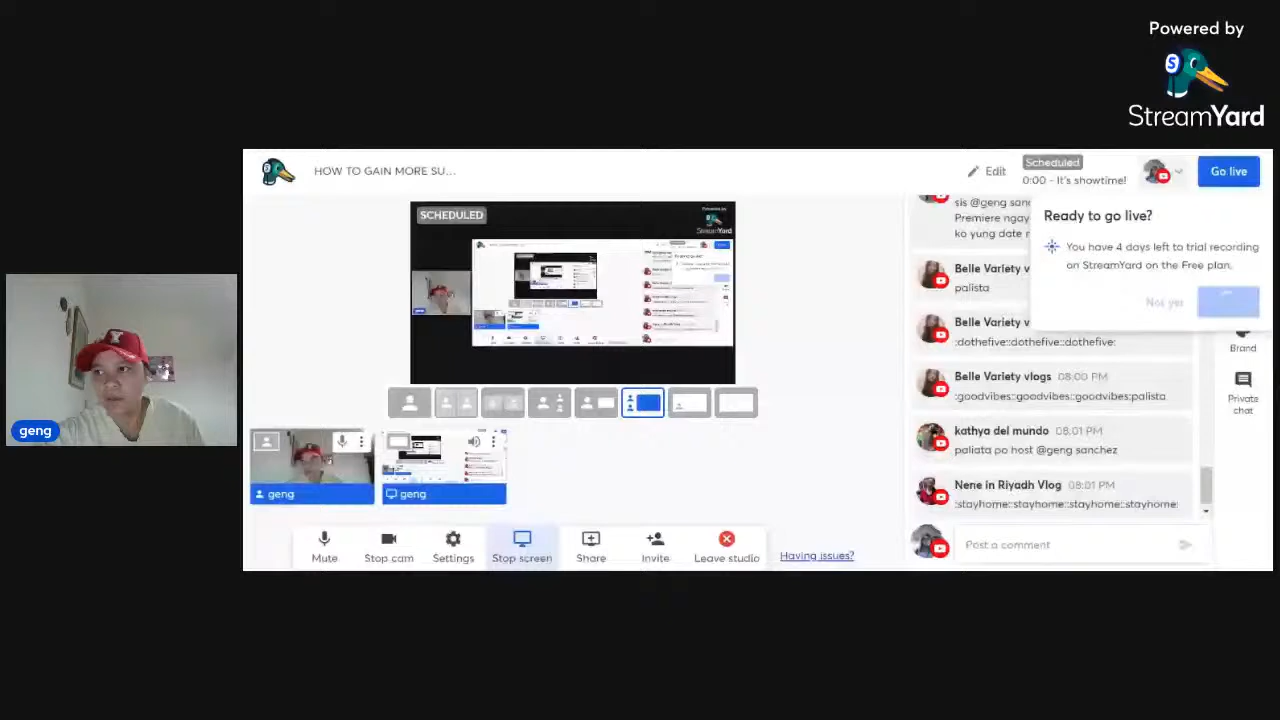 Powered by
StreamYard
HOW TO GAIN MORE SU...
Edit
Scheduled
0:00 - It's showtime!
Go live
SCHEDULED
Powered by
StreamYard
sis @geng sanc
Premiere ngay
ko yung date n
Ready to go live?
You have 4 days left to trial recording
on StreamYard on the Free plan.
Not yet
Belle Variety v
palista
Belle Variety v
:dothefive::dothefive::dothefive:
Brand
Belle Variety vlogs 08:00 PM
:goodvibes::goodvibes::goodvibes:palista
Private
chat
kathya del mundo 08:01 PM
paliata po host @geng sanchez
Nene in Riyadh Vlog 08:01 PM
:stayhome::stayhome::stayhome::stayhome:
Post a comment
geng
geng
geng
Mute
Stop cam
Settings
Stop screen
Share
Invite
Leave studio
Having issues?